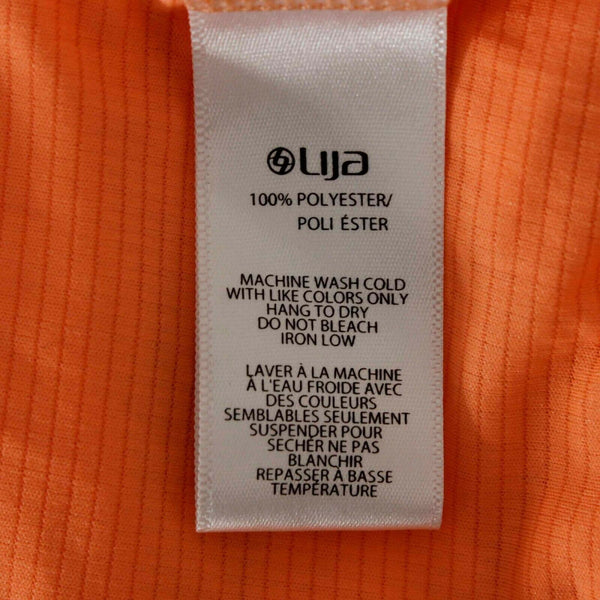 Lija
100% POLYESTER/
POLI ÉSTER
MACHINE WASH COLD
WITH LIKE COLORS ONLY
HANG TO DRY
DO NOT BLEACH
IRON LOW
LAVER À LA MACHINE
À L'EAU FROIDE AVEC
DES COULEURS
SEMBLABLES SEULEMENT
SUSPENDER POUR
SECHER NE PAS
BLANCHIR
REPASSER À BASSE
TEMPÉRATURE